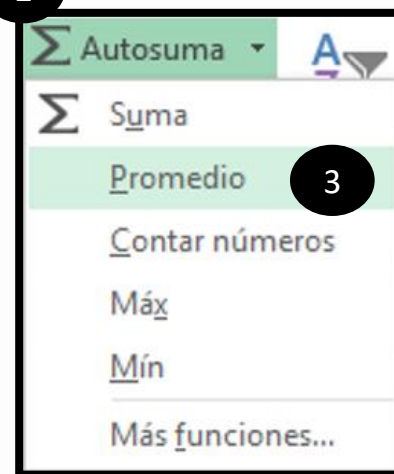 Autosuma
Suma
Promedio 3
Contar números
Máx
Mín
Más funciones...